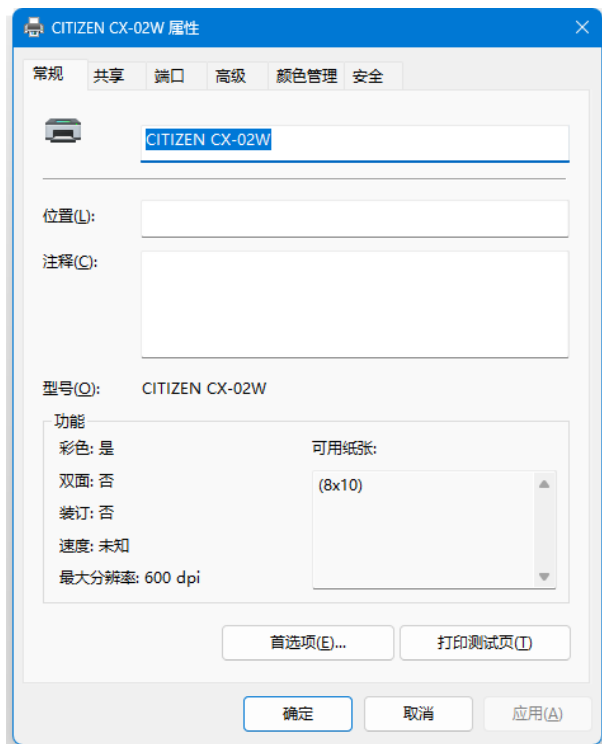 CITIZEN CX-02W 属性
常规 共享 端口 高级 颜色管理 安全
CITIZEN CX-02W
位置(L):
注释(C):
型号(O): CITIZEN CX-02W
功能
彩色: 是 可用纸张:
双面: 否 (8x10)
装订: 否
速度: 未知
最大分辨率: 600 dpi
首选项(E)... 打印测试页(T)
确定 取消 应用(A)